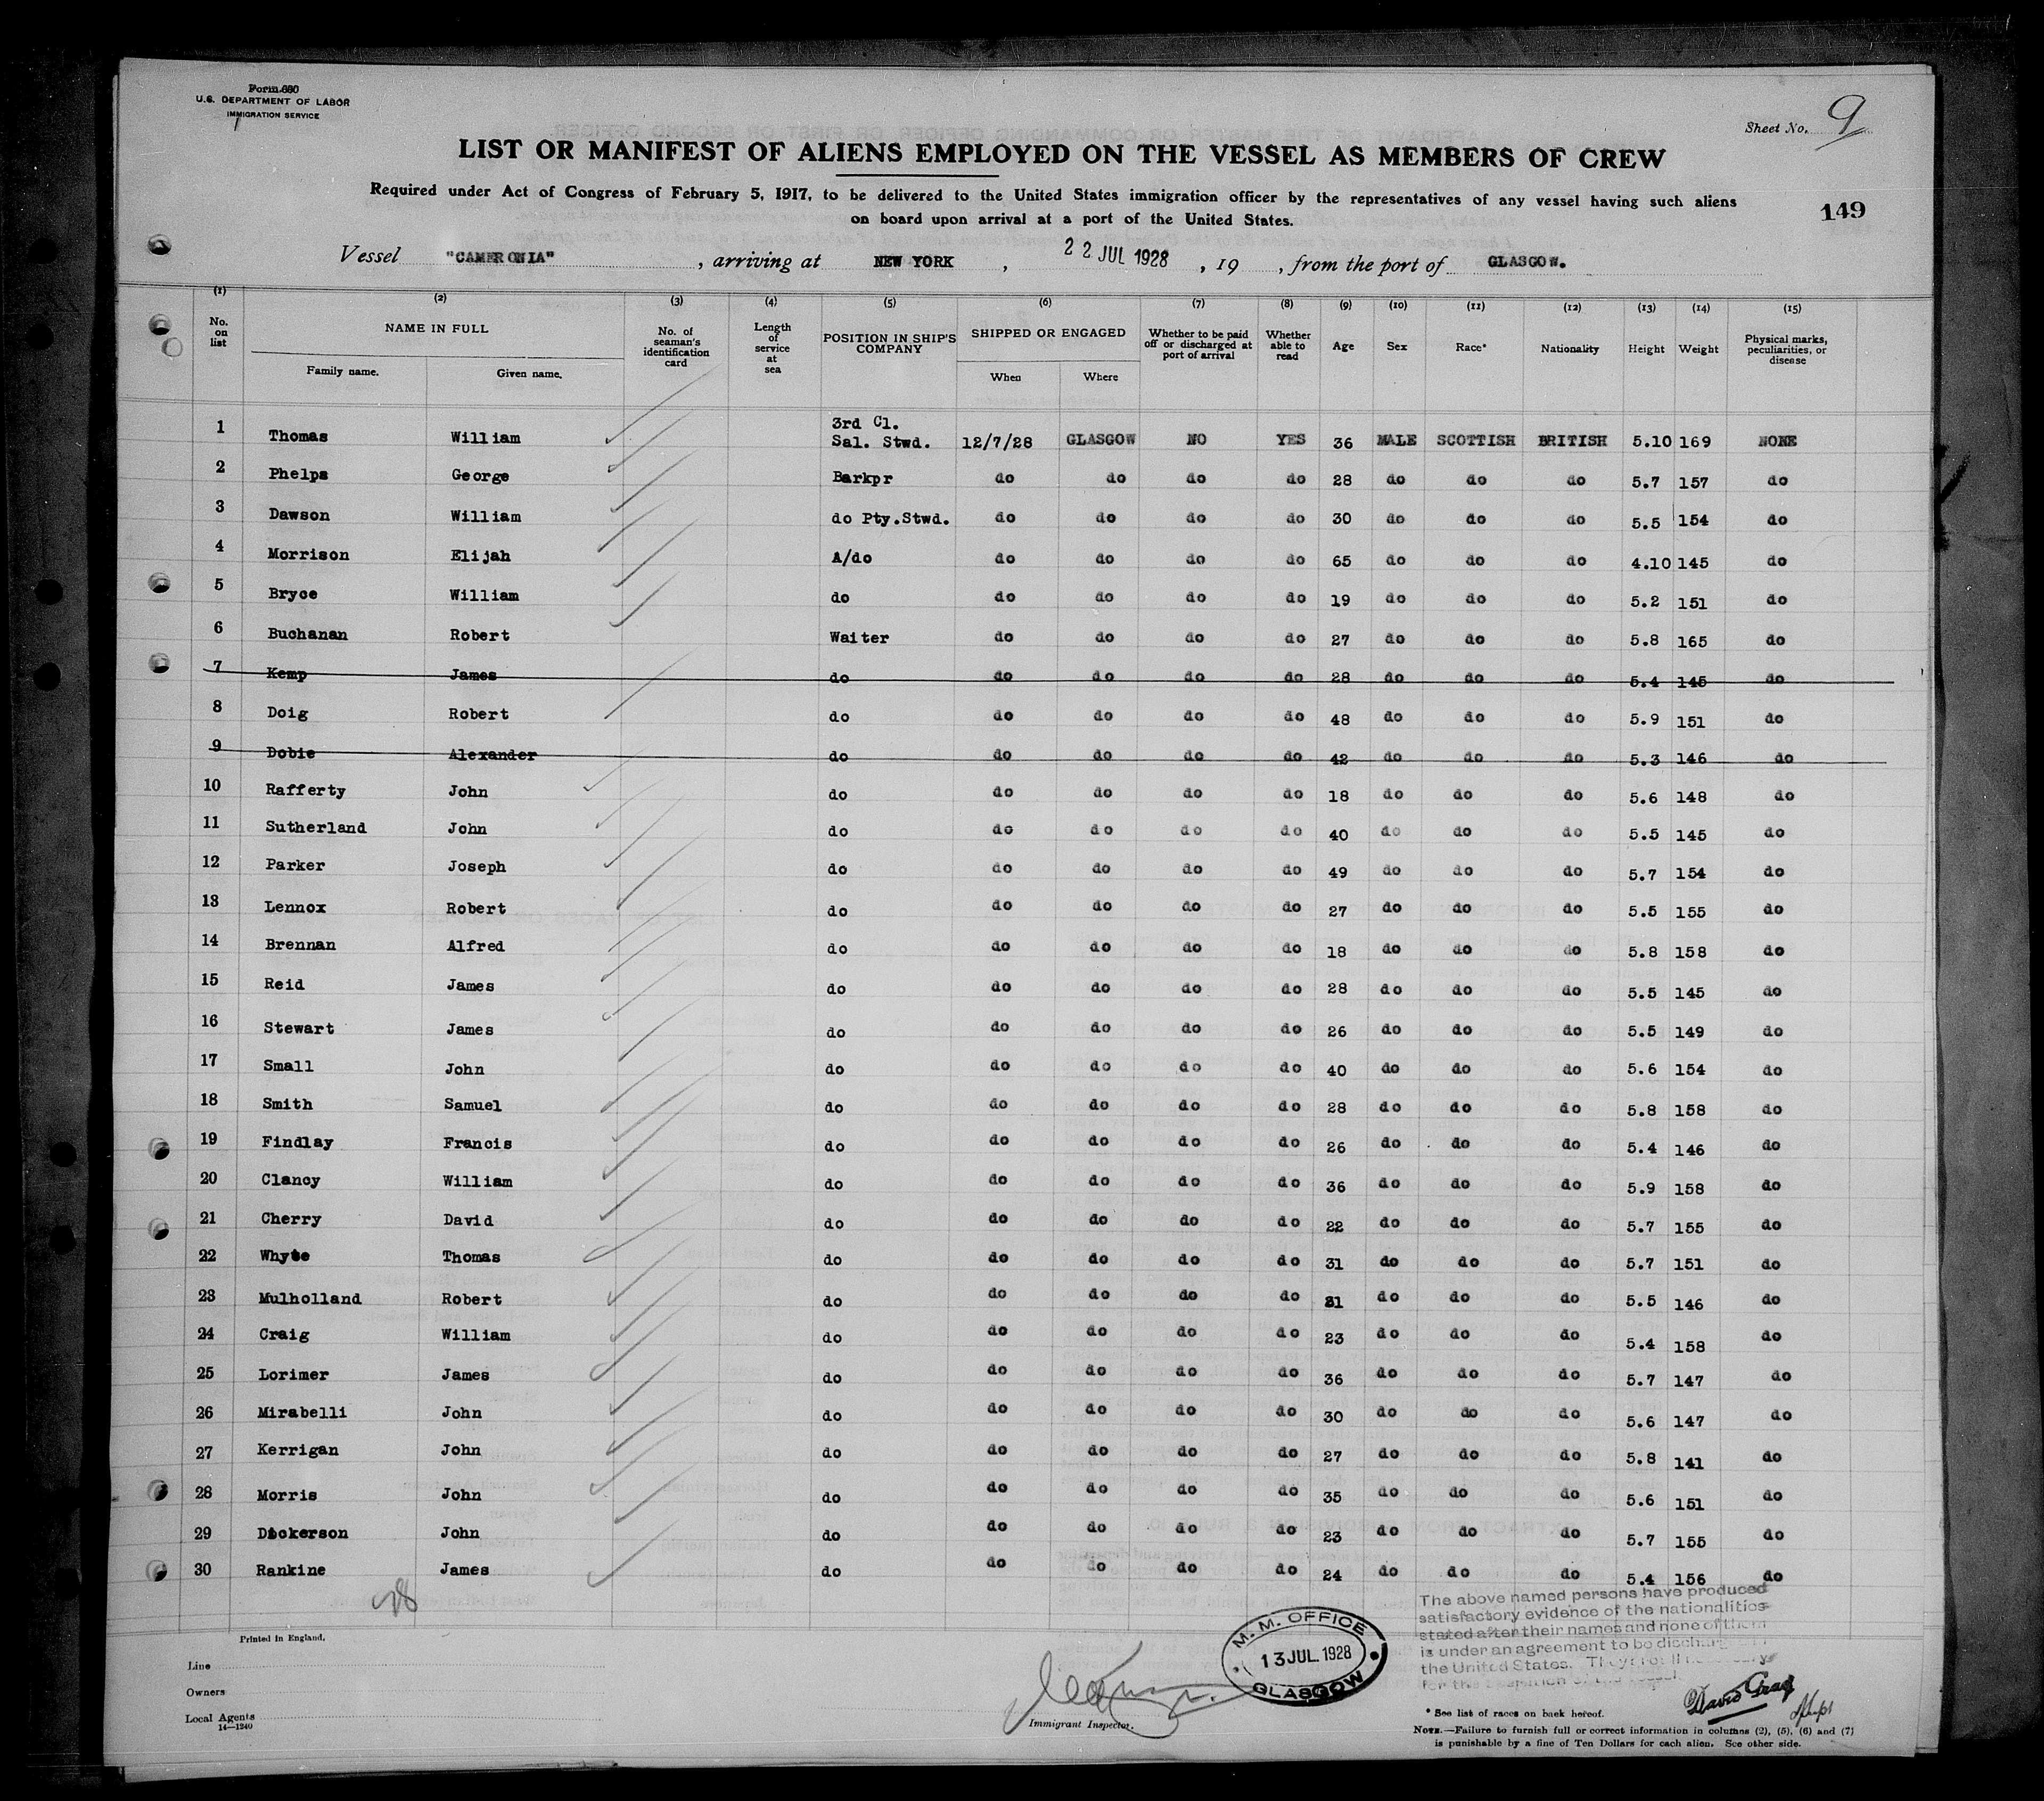 Form 680
U.S. DEPARTMENT OF LABOR
IMMIGRATION SERVICE
Sheet No. 9
LIST OR MANIFEST OF ALIENS EMPLOYED ON THE VESSEL AS MEMBERS OF CREW
Required under Act of Congress of February 5, 1917, to be delivered to the United States immigration officer by the representatives of any vessel having such aliens
on board upon arrival at a port of the United States.
149
Vessel "CAMERONIA", arriving at NEW YORK, 22 JUL 1928, 19 , from the port of GLASGOW.
(1) (2) (3) (4) (5) (6) (7) (8) (9) (10) (11) (12) (13) (14) (15)
No. on list NAME IN FULL Family name. Given name. No. of seaman's identification card Length of service at sea POSITION IN SHIP'S COMPANY SHIPPED OR ENGAGED When Where Whether to be paid off or discharged at port of arrival Whether able to read Age Sex Race* Nationality Height Weight Physical marks, peculiarities, or disease
1 Thomas William 3rd Cl. Sal. Stwd. 12/7/28 GLASGOW NO YES 36 MALE SCOTTISH BRITISH 5.10 169 NONE
2 Phelps George Barkpr do do do do 28 do do do 5.7 157 do
3 Dawson William do Pty.Stwd. do do do do 30 do do do 5.5 154 do
4 Morrison Elijah A/do do do do do 65 do do do 4.10 145 do
5 Bryce William do do do do do 19 do do do 5.2 151 do
6 Buchanan Robert Waiter do do do do 27 do do do 5.8 165 do
7 Kemp James do do do do do 28 do do do 5.4 145 do
8 Doig Robert do do do do do 48 do do do 5.9 151 do
9 Dobie Alexander do do do do do 42 do do do 5.3 146 do
10 Rafferty John do do do do do 18 do do do 5.6 148 do
11 Sutherland John do do do do do 40 do do do 5.5 145 do
12 Parker Joseph do do do do do 49 do do do 5.7 154 do
13 Lennox Robert do do do do do 27 do do do 5.5 155 do
14 Brennan Alfred do do do do do 18 do do do 5.8 158 do
15 Reid James do do do do do 28 do do do 5.5 145 do
16 Stewart James do do do do do 26 do do do 5.5 149 do
17 Small John do do do do do 40 do do do 5.6 154 do
18 Smith Samuel do do do do do 28 do do do 5.8 158 do
19 Findlay Francis do do do do do 26 do do do 5.4 146 do
20 Clancy William do do do do do 36 do do do 5.9 158 do
21 Cherry David do do do do do 22 do do do 5.7 155 do
22 Whyte Thomas do do do do do 31 do do do 5.7 151 do
23 Mulholland Robert do do do do do 31 do do do 5.5 146 do
24 Craig William do do do do do 23 do do do 5.4 158 do
25 Lorimer James do do do do do 36 do do do 5.7 147 do
26 Mirabelli John do do do do do 30 do do do 5.6 147 do
27 Kerrigan John do do do do do 27 do do do 5.8 141 do
28 Morris John do do do do do 35 do do do 5.6 151 do
29 Dickerson John do do do do do 23 do do do 5.7 155 do
30 Rankine James do do do do do 24 do do do 5.4 156 do
28
The above named persons have produced
satisfactory evidence of the nationalities
stated after their names and none of them
is under an agreement to be discharged
the United States.
for the
Printed in England.
Line
Owners
Local Agents
14—1240
M. M. OFFICE
13 JUL. 1928
GLASGOW
Immigrant Inspector.
David Gray
* See list of races on back hereof.
NOTE.—Failure to furnish full or correct information in columns (2), (5), (6) and (7)
is punishable by a fine of Ten Dollars for each alien. See other side.